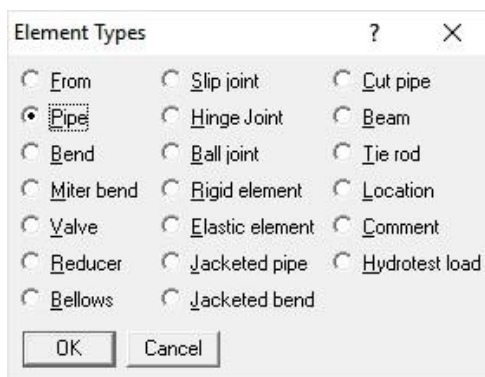 Element Types ? ×
From Slip joint Cut pipe
Pipe Hinge Joint Beam
Bend Ball joint Tie rod
Miter bend Rigid element Location
Valve Elastic element Comment
Reducer Jacketed pipe Hydrotest load
Bellows Jacketed bend
OK Cancel